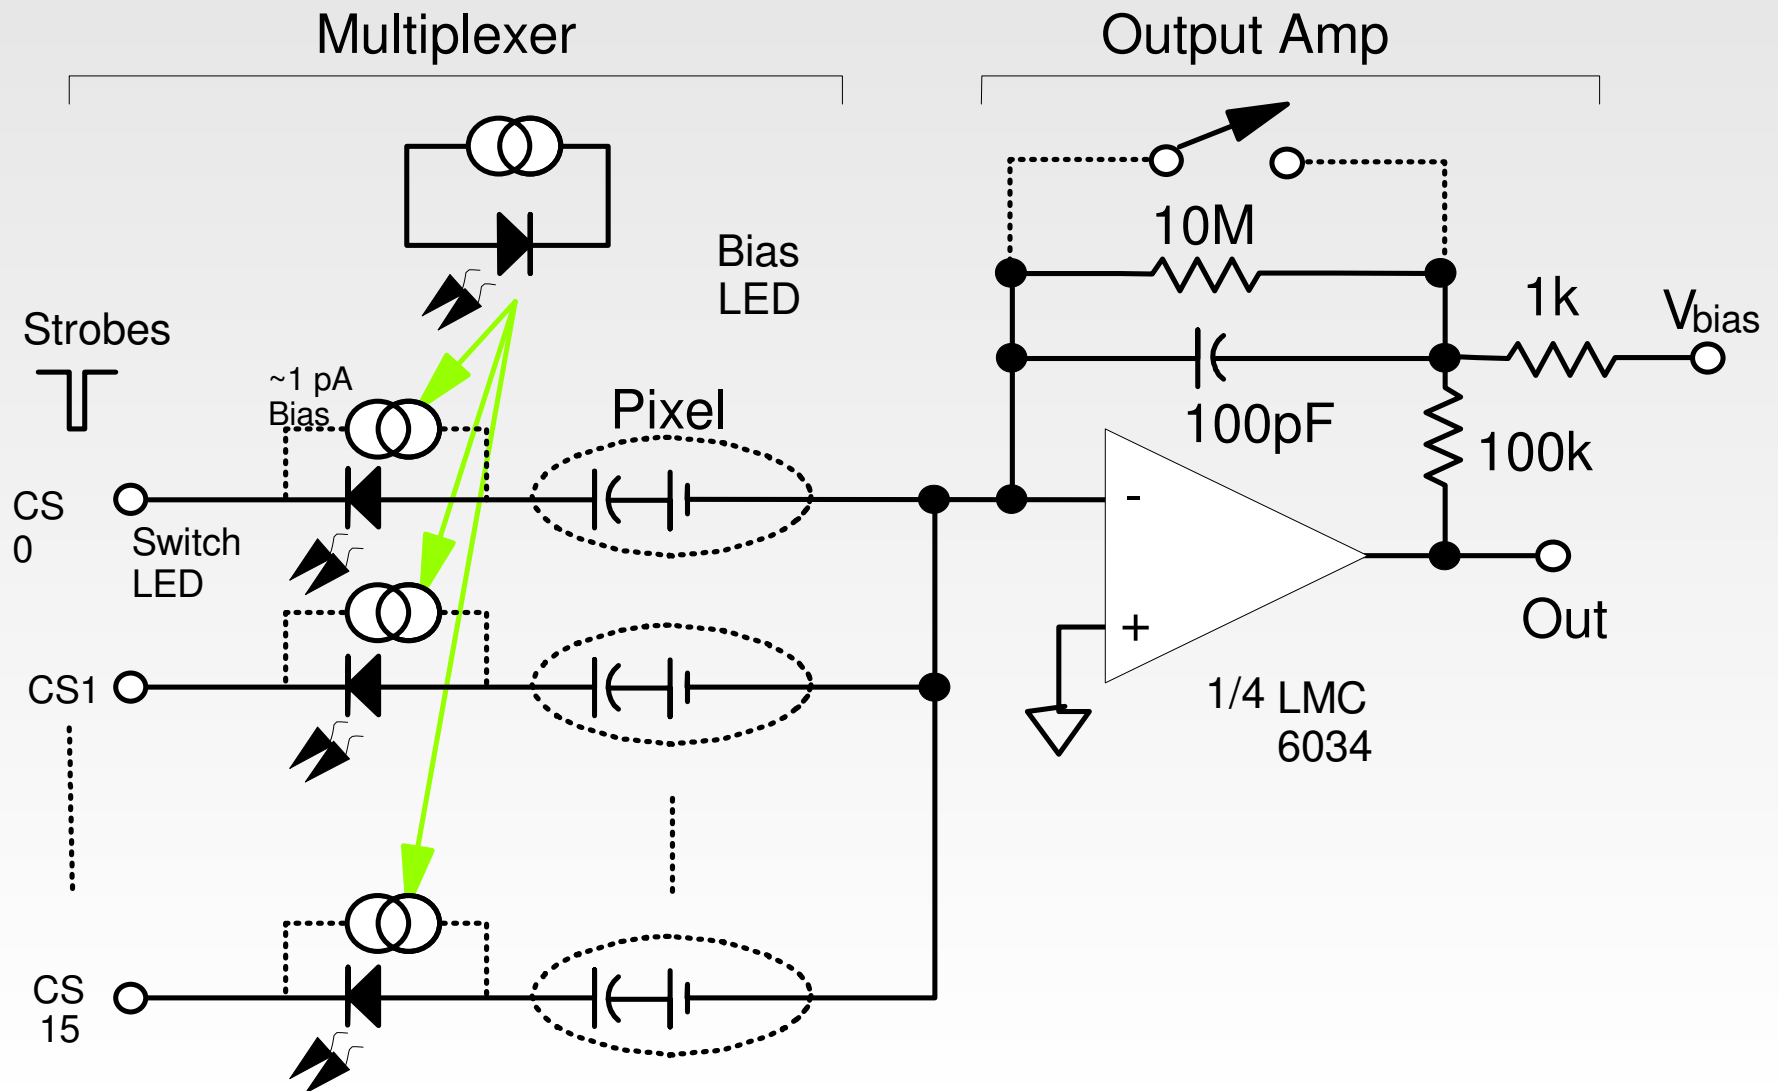 Multiplexer
Output Amp
Bias
LED
10M
1k
Vbias
Strobes
~1 pA
Bias
Pixel
100pF
100k
CS
0
Switch
LED
-
+
Out
CS1
1/4 LMC
6034
CS
15